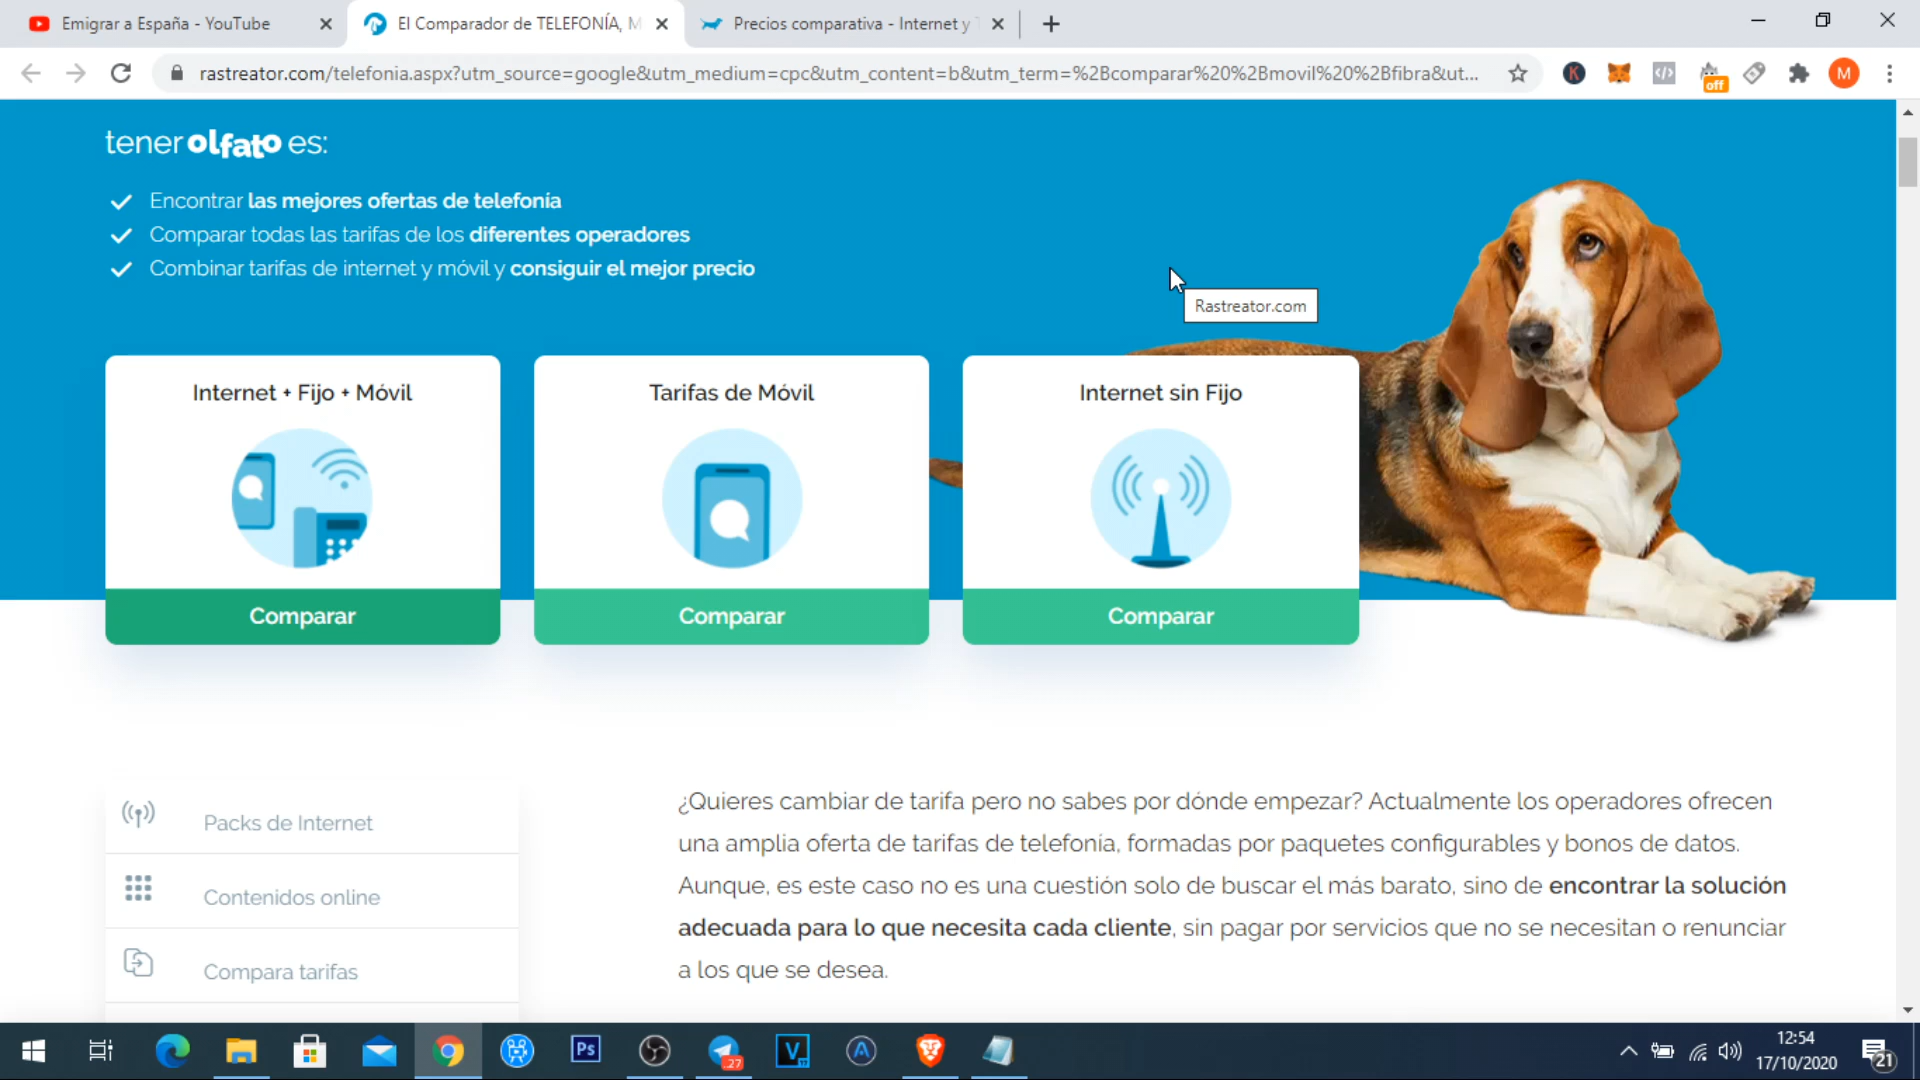 Emigrar a España - YouTube
El Comparador de TELEFONÍA, M
Precios comparativa - Internet y
rastreator.com/telefonia.aspx?utm_source=google&utm_medium=cpc&utm_content=b&utm_term=%2Bcomparar%20%2Bmovil%20%2Bfibra&ut...
K
off
M
tener olfato es:
Encontrar las mejores ofertas de telefonía
Comparar todas las tarifas de los diferentes operadores
Combinar tarifas de internet y móvil y consiguir el mejor precio
Rastreator.com
Internet + Fijo + Móvil
Tarifas de Móvil
Internet sin Fijo
Comparar
Comparar
Comparar
Packs de Internet
Contenidos online
Compara tarifas
¿Quieres cambiar de tarifa pero no sabes por dónde empezar? Actualmente los operadores ofrecen
una amplia oferta de tarifas de telefonía, formadas por paquetes configurables y bonos de datos.
Aunque, es este caso no es una cuestión solo de buscar el más barato, sino de encontrar la solución
adecuada para lo que necesita cada cliente, sin pagar por servicios que no se necesitan o renunciar
a los que se desea.
Ps
27
V
12:54
17/10/2020
21